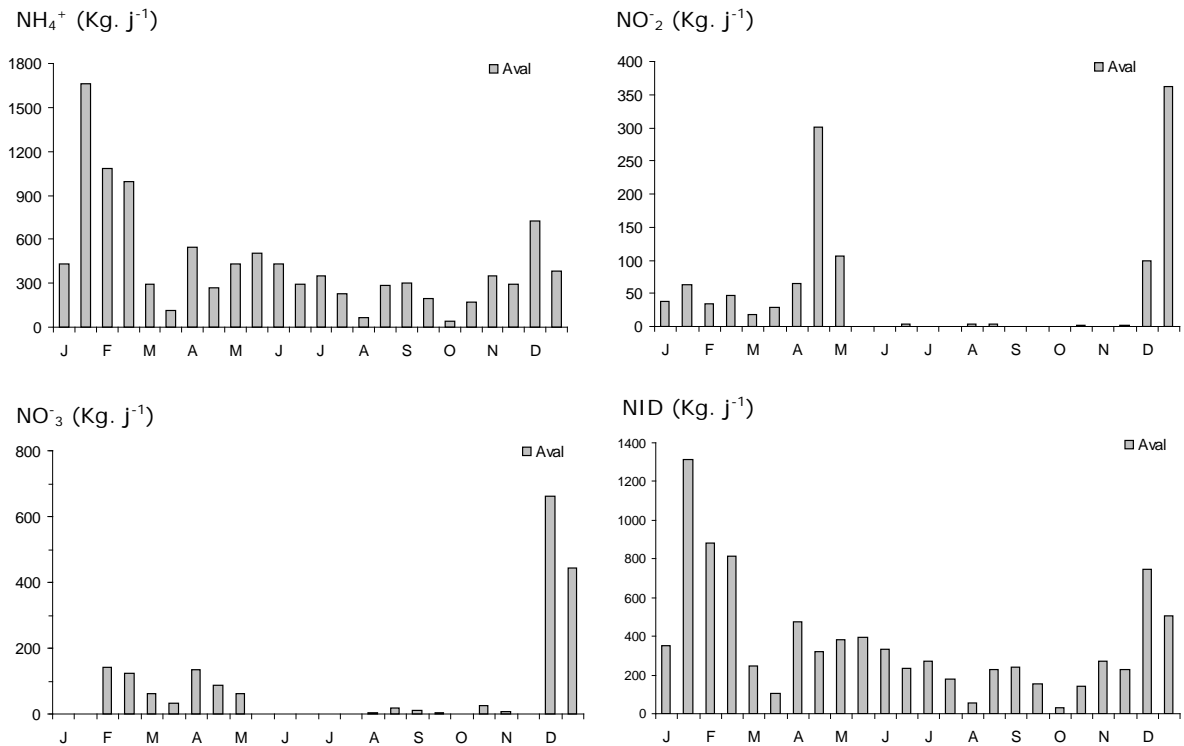 NH₄⁺ (Kg. j⁻¹)
Aval
1800
1500
1200
900
600
300
0
J F M A M J J A S O N D
NO⁻₂ (Kg. j⁻¹)
Aval
400
350
300
250
200
150
100
50
0
J F M A M J J A S O N D
NO⁻₃ (Kg. j⁻¹)
Aval
800
600
400
200
0
J F M A M J J A S O N D
NID (Kg. j⁻¹)
Aval
1400
1200
1000
800
600
400
200
0
J F M A M J J A S O N D